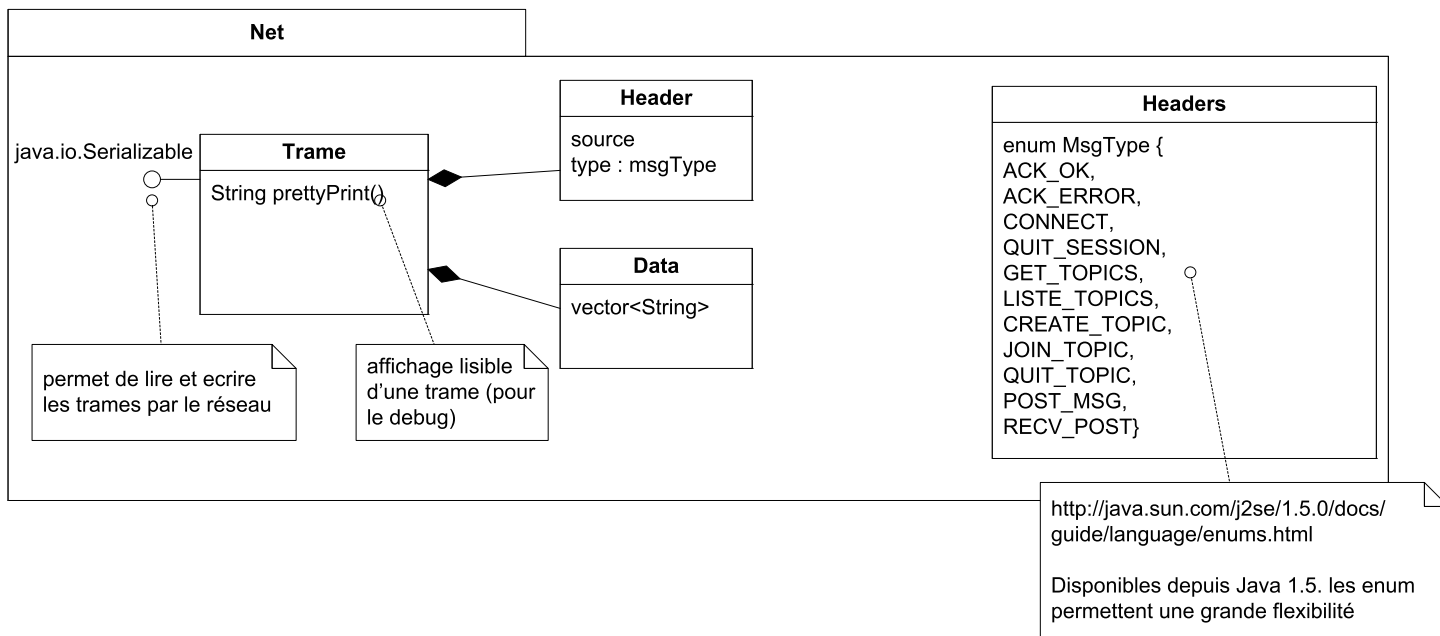 Net
java.io.Serializable
Trame
String prettyPrint()
Header
source
type : msgType
Data
vector<String>
Headers
enum MsgType {
ACK_OK,
ACK_ERROR,
CONNECT,
QUIT_SESSION,
GET_TOPICS,
LISTE_TOPICS,
CREATE_TOPIC,
JOIN_TOPIC,
QUIT_TOPIC,
POST_MSG,
RECV_POST}
permet de lire et ecrire
les trames par le réseau
affichage lisible
d'une trame (pour
le debug)
http://java.sun.com/j2se/1.5.0/docs/
guide/language/enums.html
Disponibles depuis Java 1.5. les enum
permettent une grande flexibilité